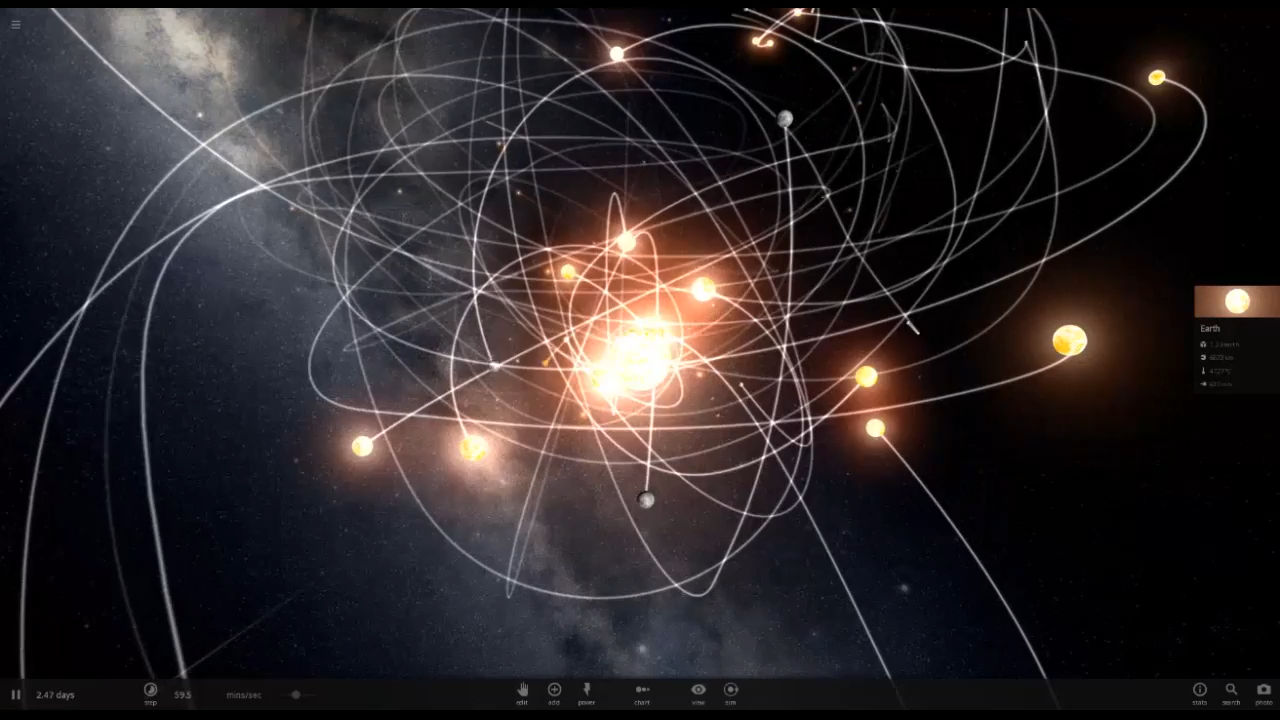 Earth
2.47 days
step
59.5
mins/sec
edit
add
power
chart
view
sim
stats
search
photo